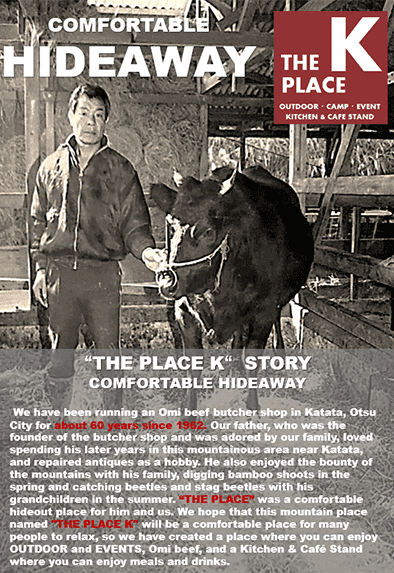 COMFORTABLE
HIDEAWAY
THE K
PLACE
OUTDOOR · CAMP · EVENT
KITCHEN & CAFE STAND
“THE PLACE K“ STORY
COMFORTABLE HIDEAWAY
We have been running an Omi beef butcher shop in Katata, Otsu
City for about 60 years since 1962. Our father, who was the
founder of the butcher shop and was adored by our family, loved
spending his later years in this mountainous area near Katata,
and repaired antiques as a hobby. He also enjoyed the bounty of
the mountains with his family, digging bamboo shoots in the
spring and catching beetles and stag beetles with his
grandchildren in the summer. “THE PLACE” was a comfortable
hideout place for him and us. We hope that this mountain place
named “THE PLACE K” will be a comfortable place for many
people to relax, so we have created a place where you can enjoy
OUTDOOR and EVENTS, Omi beef, and a Kitchen & Café Stand
where you can enjoy meals and drinks.